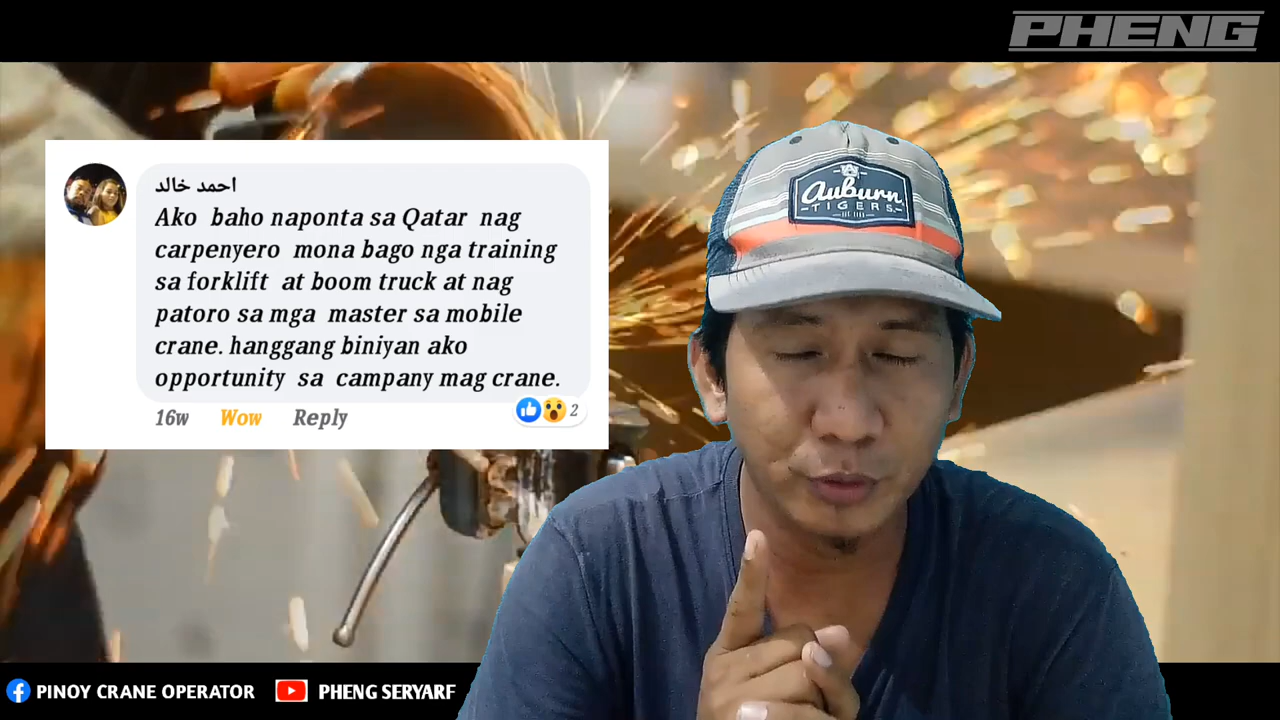 PHENG
احمد خالد
Ako baho naponta sa Qatar nag
carpenyero mona bago nga training
sa forklift at boom truck at nag
patoro sa mga master sa mobile
crane. hanggang biniyan ako
opportunity sa campany mag crane.
16w Wow Reply 2
Auburn
TIGERS
PINOY CRANE OPERATOR PHENG SERYARF